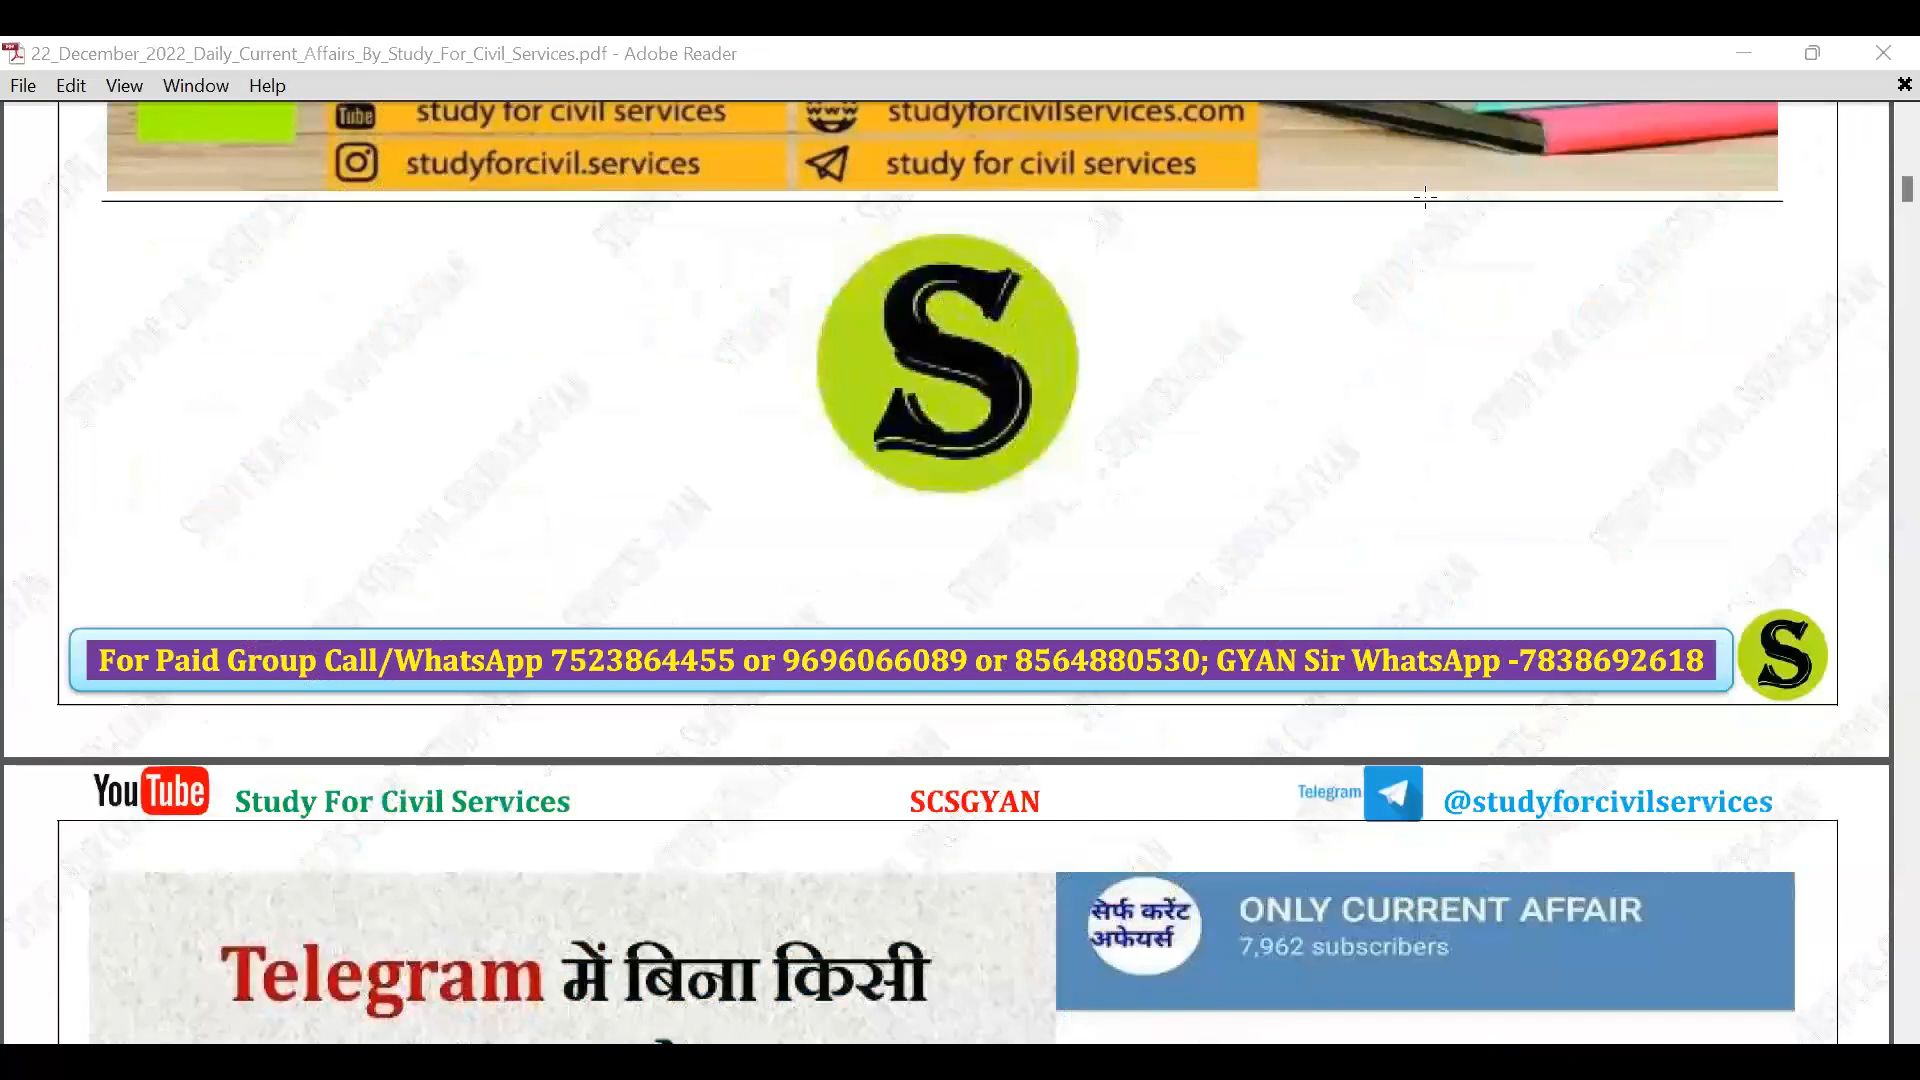 22_December_2022_Daily_Current_Affairs_By_Study_For_Civil_Services.pdf - Adobe Reader
File Edit View Window Help
Tube study for civil services www studyforcivilservices.com
studyforcivil.services study for civil services
S
For Paid Group Call/WhatsApp 7523864455 or 9696066089 or 8564880530; GYAN Sir WhatsApp -7838692618
S
YouTube Study For Civil Services SCSGYAN Telegram @studyforcivilservices
सिर्फ करेंट
अफेयर्स
ONLY CURRENT AFFAIR
7,962 subscribers
Telegram में बिना किसी